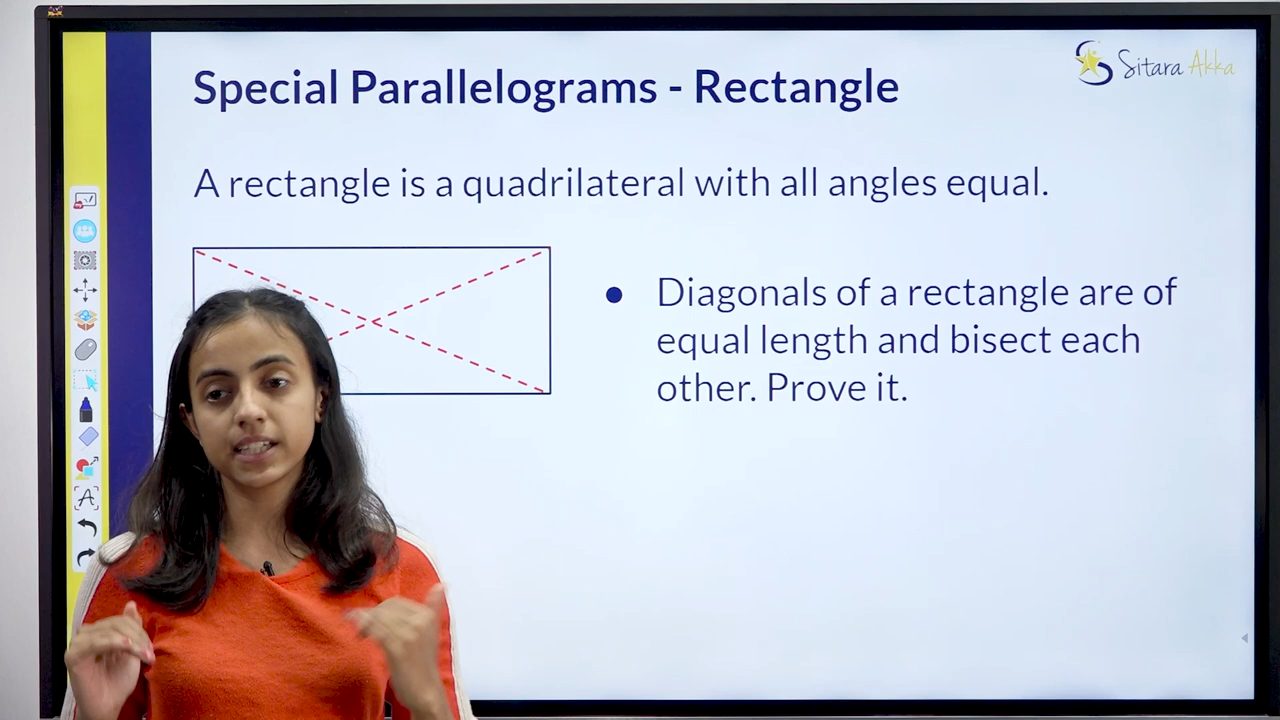 Sitara Akka
Special Parallelograms - Rectangle
A rectangle is a quadrilateral with all angles equal.
● Diagonals of a rectangle are of
equal length and bisect each
other. Prove it.